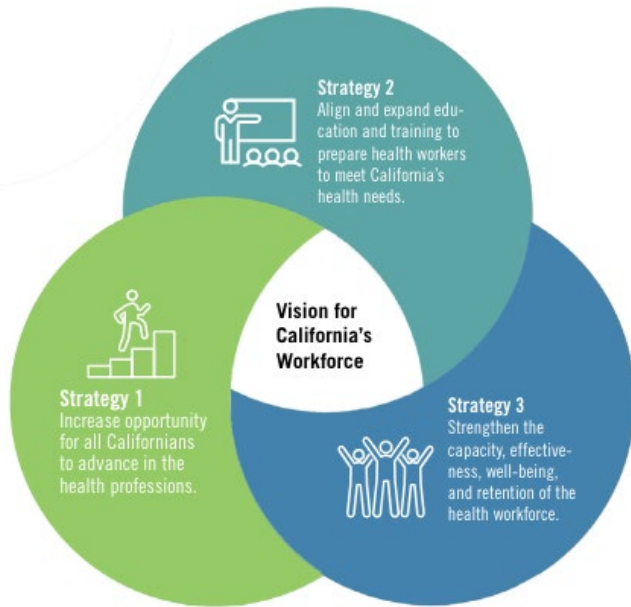 Strategy 2
Align and expand edu-
cation and training to
prepare health workers
to meet California's
health needs.
Vision for
California's
Workforce
Strategy 1
Increase opportunity
for all Californians
to advance in the
health professions.
Strategy 3
Strengthen the
capacity, effective-
ness, well-being,
and retention of the
health workforce.